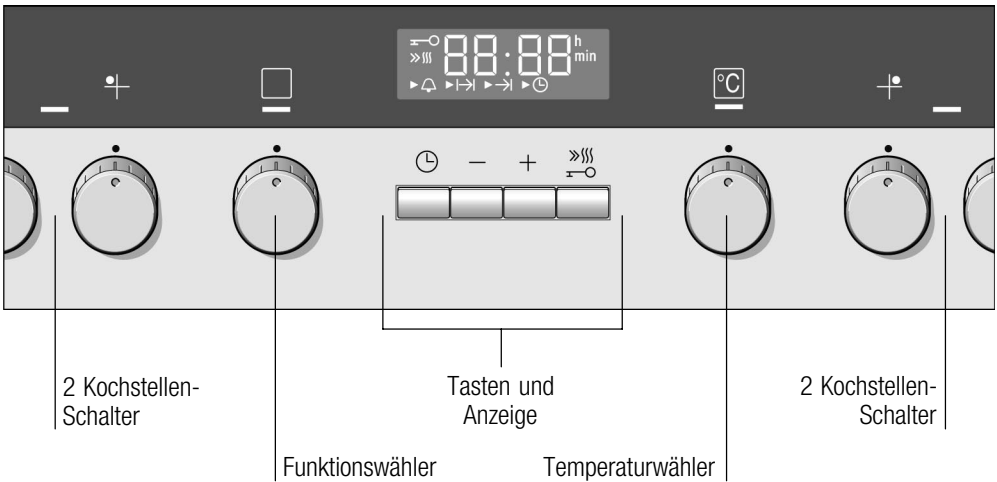 88:88 h
min
°C
− +
2 Kochstellen-
Schalter
Tasten und
Anzeige
2 Kochstellen-
Schalter
Funktionswähler
Temperaturwähler